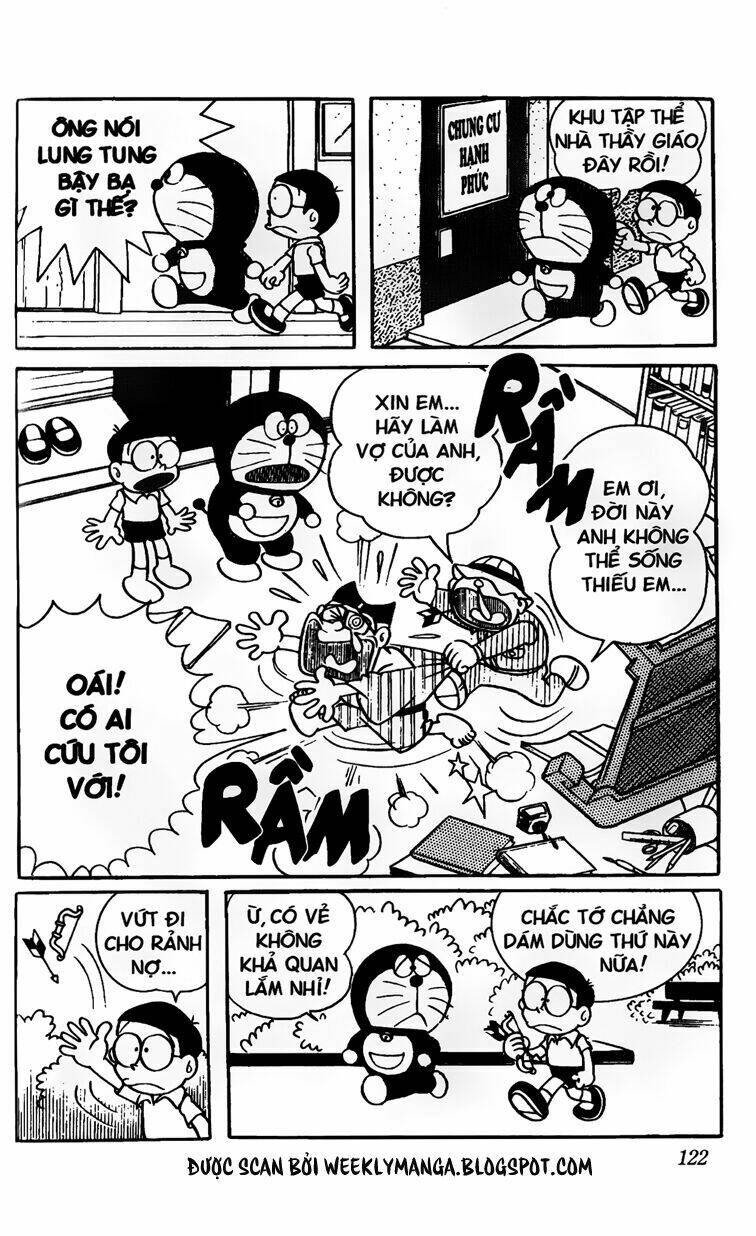 CHUNG CƯ
HẠNH
PHÚC
KHU TẬP THỂ
NHÀ THẦY GIÁO
ĐÂY RỒI!
ÔNG NÓI
LUNG TUNG
BẬY BẠ
GÌ THẾ?
RẦM
EM ƠI,
ĐỜI NÀY
ANH KHÔNG
THỂ SỐNG
THIẾU EM...
XIN EM...
HÃY LÀM
VỢ CỦA ANH,
ĐƯỢC
KHÔNG?
OÁI!
CÓ AI
CỨU TÔI
VỚI!
RẦM
CHẮC TỚ CHẲNG
DÁM DÙNG THỨ NÀY
NỮA!
Ừ, CÓ VẺ
KHÔNG
KHẢ QUAN
LẮM NHỈ!
VỨT ĐI
CHO RẢNH
NỢ...
122
ĐƯỢC SCAN BỞI WEEKLYMANGA.BLOGSPOT.COM